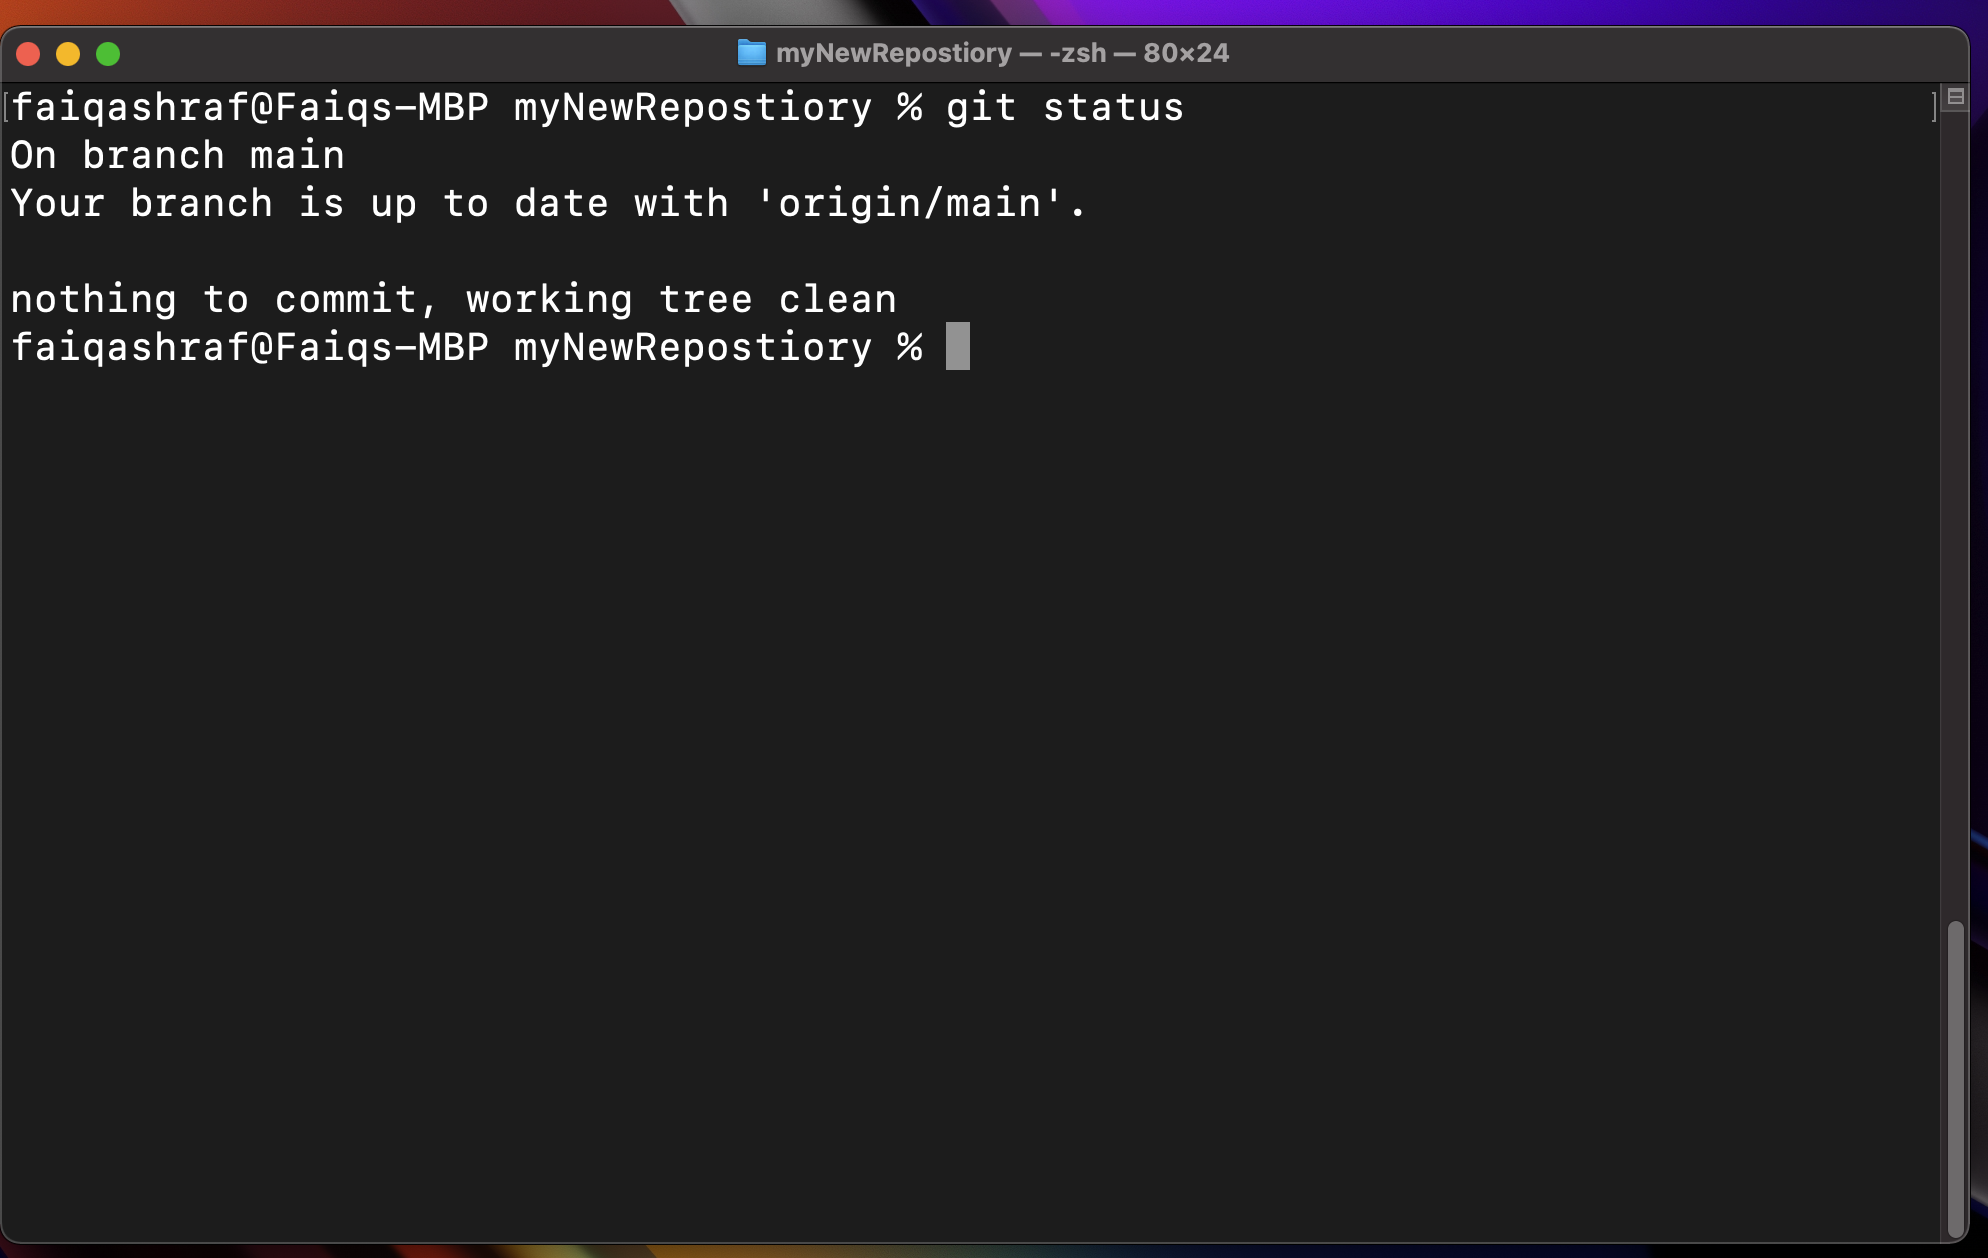 myNewRepostiory — -zsh — 80×24
[faiqashraf@Faiqs-MBP myNewRepostiory % git status ]
On branch main
Your branch is up to date with 'origin/main'.
nothing to commit, working tree clean
faiqashraf@Faiqs-MBP myNewRepostiory %